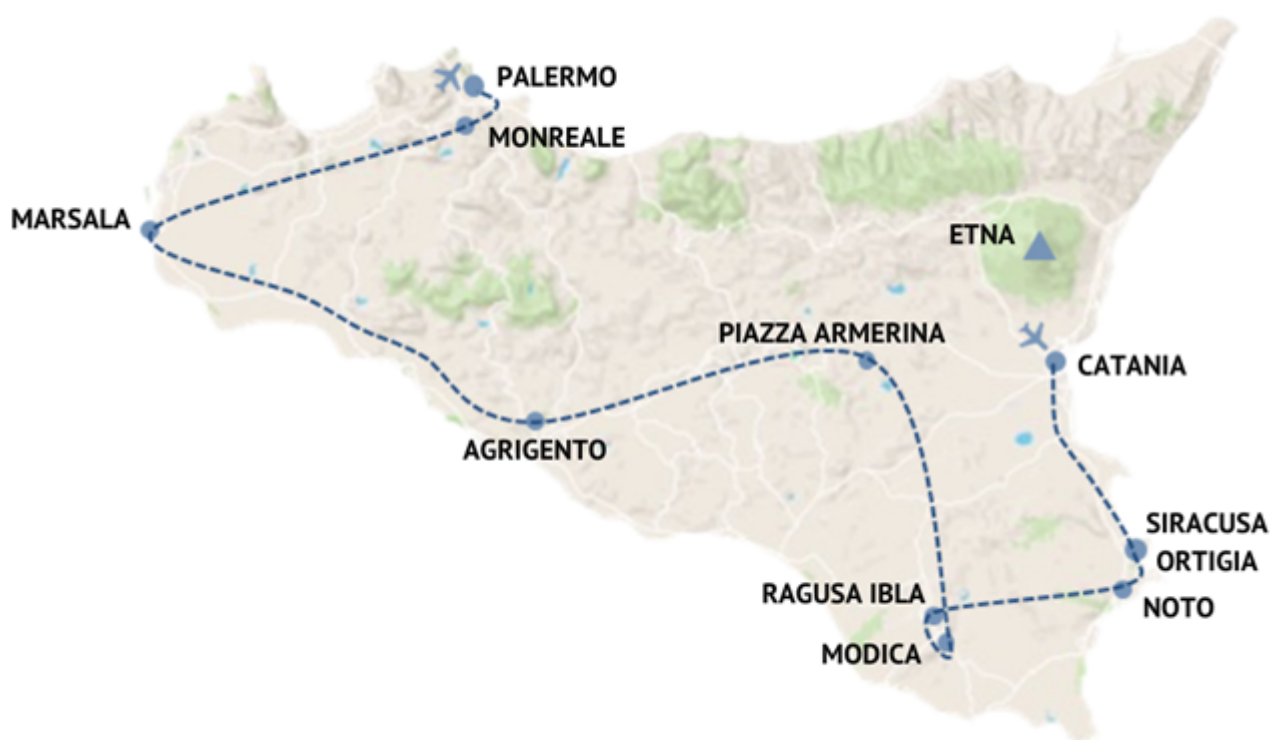 PALERMO
MONREALE
MARSALA
ETNA
PIAZZA ARMERINA
CATANIA
AGRIGENTO
SIRACUSA
ORTIGIA
RAGUSA IBLA
NOTO
MODICA